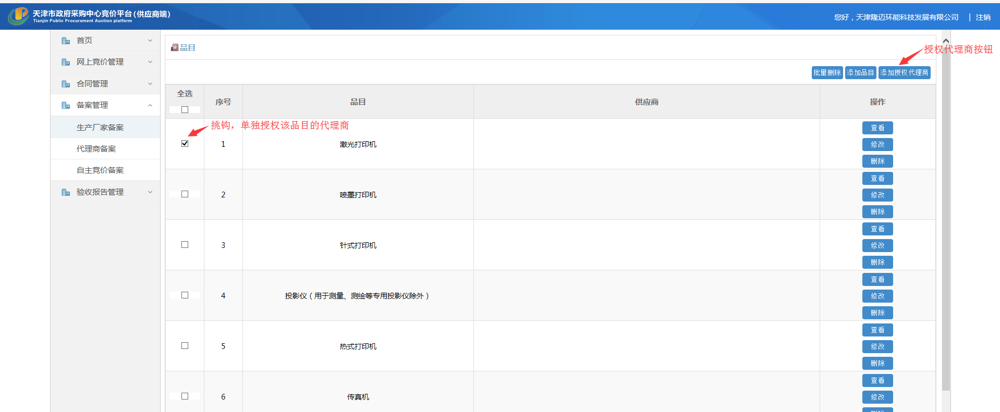 天津市政府采购中心竞价平台(供应商端)
Tianjin Public Procurement Auction platform
您好，天津隆迈环能科技发展有限公司 | 注销
首页
网上竞价管理
合同管理
备案管理
生产厂家备案
代理商备案
自主竞价备案
验收报告管理
品目
授权代理商按钮
批量删除 添加品目 添加授权代理商
全选 序号 品目 供应商 操作
挑钩，单独授权该品目的代理商
1 激光打印机
查看
修改
删除
2 喷墨打印机
查看
修改
删除
3 针式打印机
查看
修改
删除
4 投影仪（用于测量、测绘等专用投影仪除外）
查看
修改
删除
5 热式打印机
查看
修改
删除
6 传真机
查看
修改